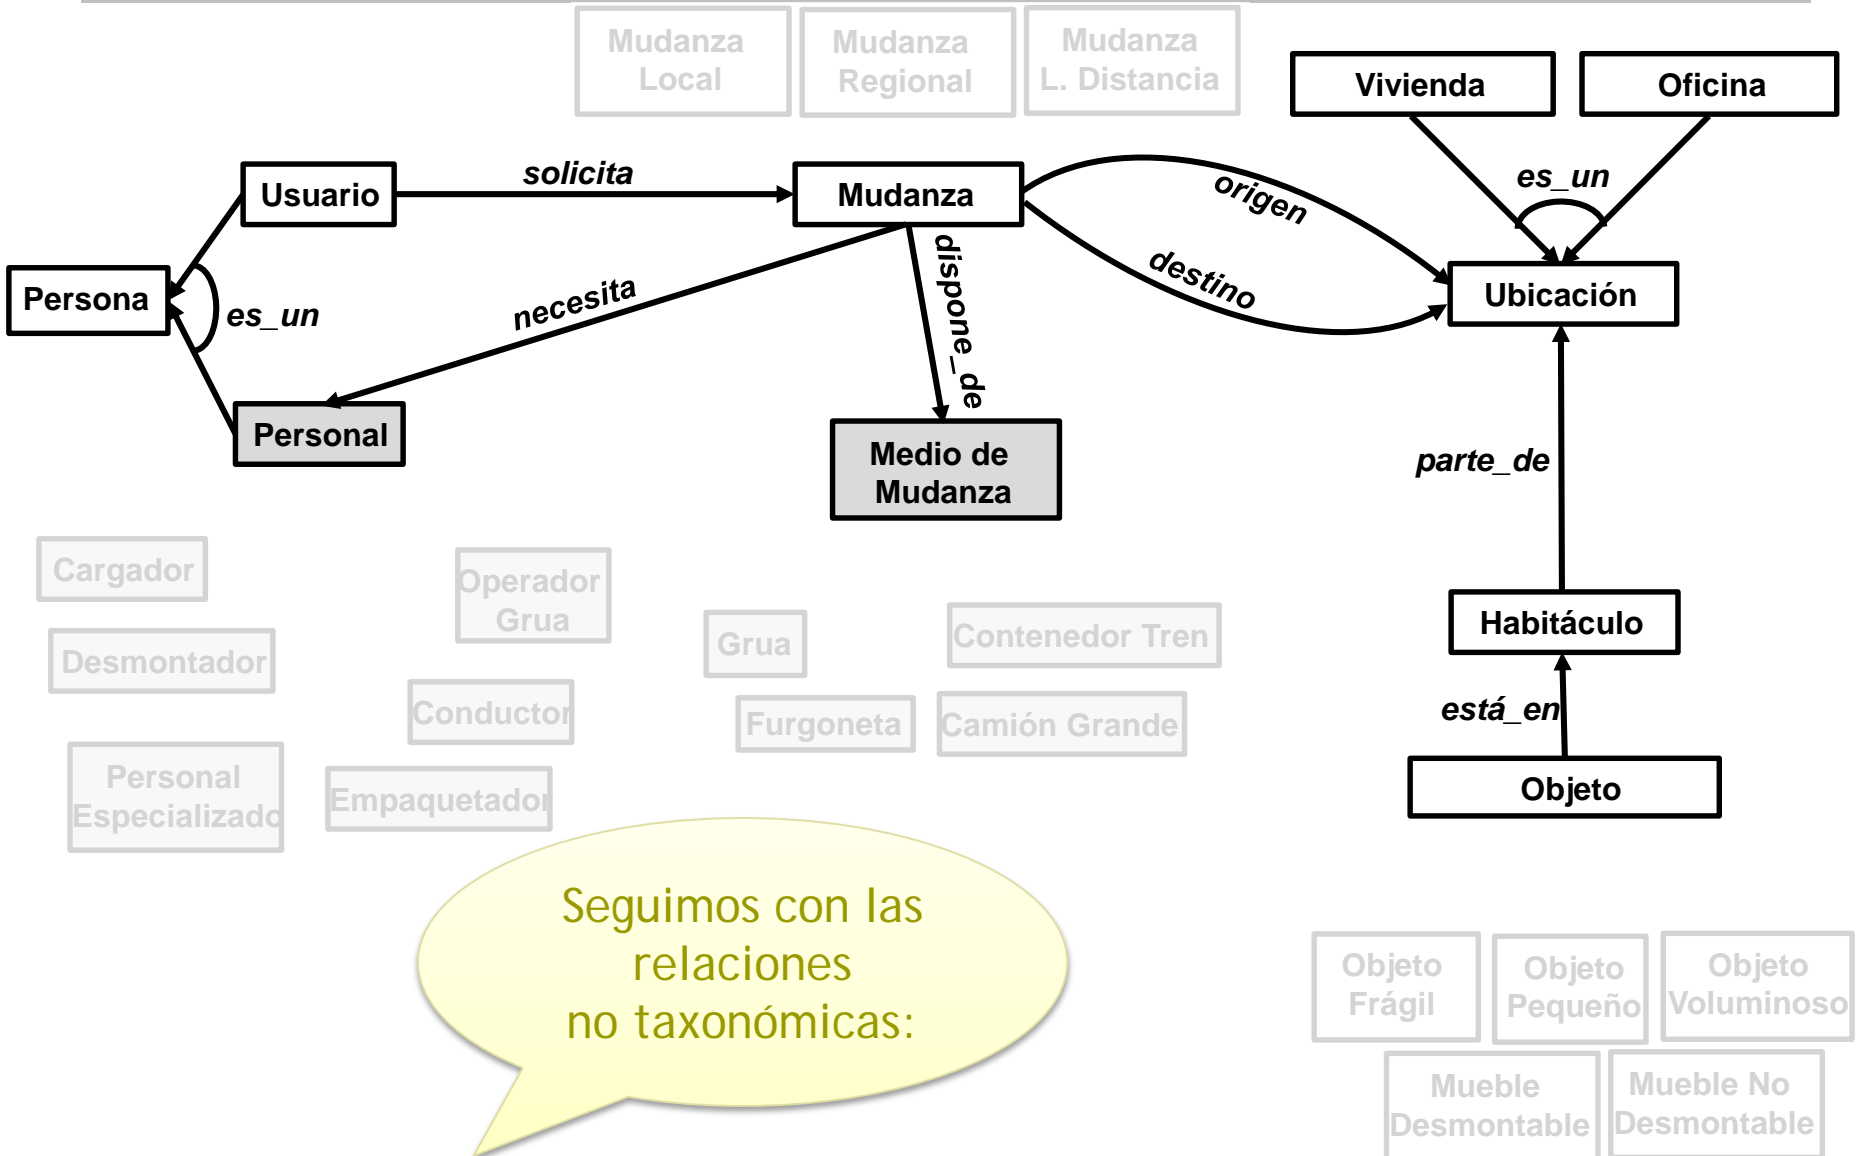 Mudanza
Local
Mudanza
Regional
Mudanza
L. Distancia
Vivienda
Oficina
es_un
Usuario
solicita
Mudanza
origen
destino
Ubicación
Persona
es_un
necesita
dispone_de
Personal
Medio de
Mudanza
parte_de
Cargador
Operador
Grua
Desmontador
Grua
Contenedor Tren
Habitáculo
Conductor
Furgoneta
Camión Grande
está_en
Personal
Especializado
Empaquetador
Objeto
Seguimos con las
relaciones
no taxonómicas:
Objeto
Frágil
Objeto
Pequeño
Objeto
Voluminoso
Mueble
Desmontable
Mueble No
Desmontable